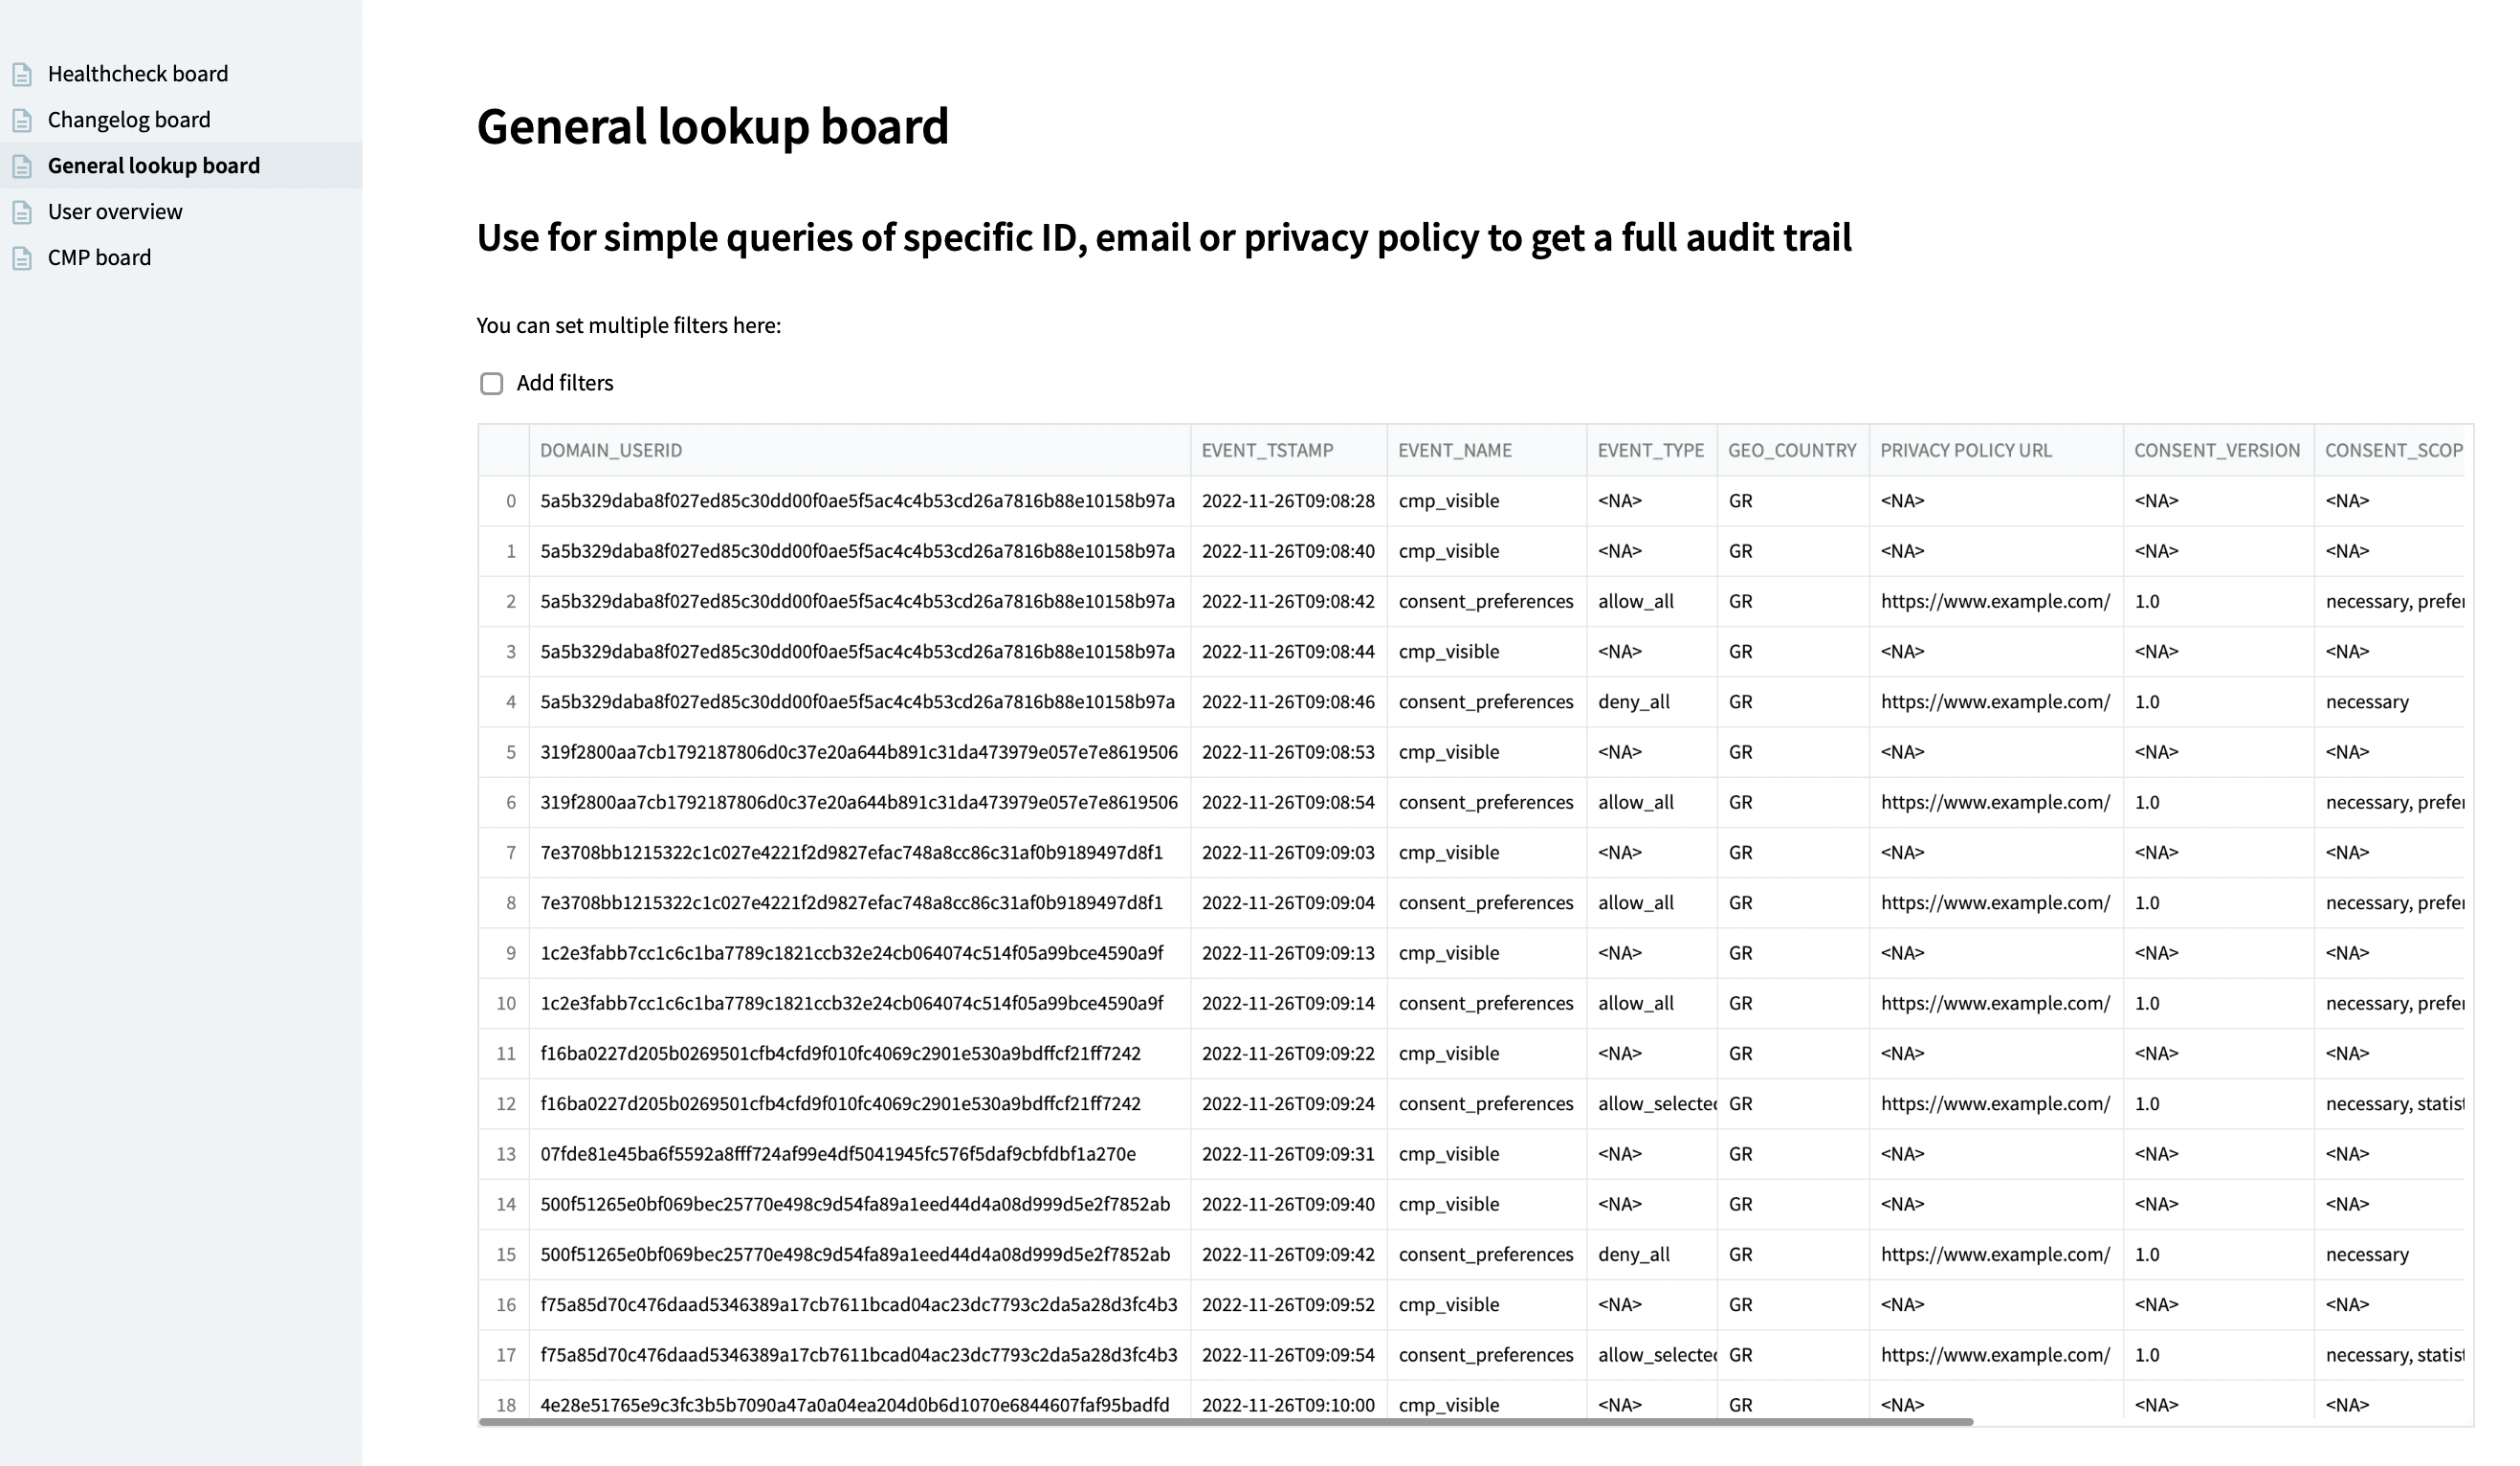 Healthcheck board
Changelog board
General lookup board
User overview
CMP board
General lookup board
Use for simple queries of specific ID, email or privacy policy to get a full audit trail
You can set multiple filters here:
Add filters
DOMAIN_USERID EVENT_TSTAMP EVENT_NAME EVENT_TYPE GEO_COUNTRY PRIVACY POLICY URL CONSENT_VERSION CONSENT_SCOP
0 5a5b329daba8f027ed85c30dd00f0ae5f5ac4c4b53cd26a7816b88e10158b97a 2022-11-26T09:08:28 cmp_visible <NA> GR <NA> <NA> <NA>
1 5a5b329daba8f027ed85c30dd00f0ae5f5ac4c4b53cd26a7816b88e10158b97a 2022-11-26T09:08:40 cmp_visible <NA> GR <NA> <NA> <NA>
2 5a5b329daba8f027ed85c30dd00f0ae5f5ac4c4b53cd26a7816b88e10158b97a 2022-11-26T09:08:42 consent_preferences allow_all GR https://www.example.com/ 1.0 necessary, prefer
3 5a5b329daba8f027ed85c30dd00f0ae5f5ac4c4b53cd26a7816b88e10158b97a 2022-11-26T09:08:44 cmp_visible <NA> GR <NA> <NA> <NA>
4 5a5b329daba8f027ed85c30dd00f0ae5f5ac4c4b53cd26a7816b88e10158b97a 2022-11-26T09:08:46 consent_preferences deny_all GR https://www.example.com/ 1.0 necessary
5 319f2800aa7cb1792187806d0c37e20a644b891c31da473979e057e7e8619506 2022-11-26T09:08:53 cmp_visible <NA> GR <NA> <NA> <NA>
6 319f2800aa7cb1792187806d0c37e20a644b891c31da473979e057e7e8619506 2022-11-26T09:08:54 consent_preferences allow_all GR https://www.example.com/ 1.0 necessary, prefer
7 7e3708bb1215322c1c027e4221f2d9827efac748a8cc86c31af0b9189497d8f1 2022-11-26T09:09:03 cmp_visible <NA> GR <NA> <NA> <NA>
8 7e3708bb1215322c1c027e4221f2d9827efac748a8cc86c31af0b9189497d8f1 2022-11-26T09:09:04 consent_preferences allow_all GR https://www.example.com/ 1.0 necessary, prefer
9 1c2e3fabb7cc1c6c1ba7789c1821ccb32e24cb064074c514f05a99bce4590a9f 2022-11-26T09:09:13 cmp_visible <NA> GR <NA> <NA> <NA>
10 1c2e3fabb7cc1c6c1ba7789c1821ccb32e24cb064074c514f05a99bce4590a9f 2022-11-26T09:09:14 consent_preferences allow_all GR https://www.example.com/ 1.0 necessary, prefer
11 f16ba0227d205b0269501cfb4cfd9f010fc4069c2901e530a9bdffcf21ff7242 2022-11-26T09:09:22 cmp_visible <NA> GR <NA> <NA> <NA>
12 f16ba0227d205b0269501cfb4cfd9f010fc4069c2901e530a9bdffcf21ff7242 2022-11-26T09:09:24 consent_preferences allow_selected GR https://www.example.com/ 1.0 necessary, statist
13 07fde81e45ba6f5592a8fff724af99e4df5041945fc576f5daf9cbfdbf1a270e 2022-11-26T09:09:31 cmp_visible <NA> GR <NA> <NA> <NA>
14 500f51265e0bf069bec25770e498c9d54fa89a1eed44d4a08d999d5e2f7852ab 2022-11-26T09:09:40 cmp_visible <NA> GR <NA> <NA> <NA>
15 500f51265e0bf069bec25770e498c9d54fa89a1eed44d4a08d999d5e2f7852ab 2022-11-26T09:09:42 consent_preferences deny_all GR https://www.example.com/ 1.0 necessary
16 f75a85d70c476daad5346389a17cb7611bcad04ac23dc7793c2da5a28d3fc4b3 2022-11-26T09:09:52 cmp_visible <NA> GR <NA> <NA> <NA>
17 f75a85d70c476daad5346389a17cb7611bcad04ac23dc7793c2da5a28d3fc4b3 2022-11-26T09:09:54 consent_preferences allow_selected GR https://www.example.com/ 1.0 necessary, statist
18 4e28e51765e9c3fc3b5b7090a47a0a04ea204d0b6d1070e6844607faf95badfd 2022-11-26T09:10:00 cmp_visible <NA> GR <NA> <NA> <NA>